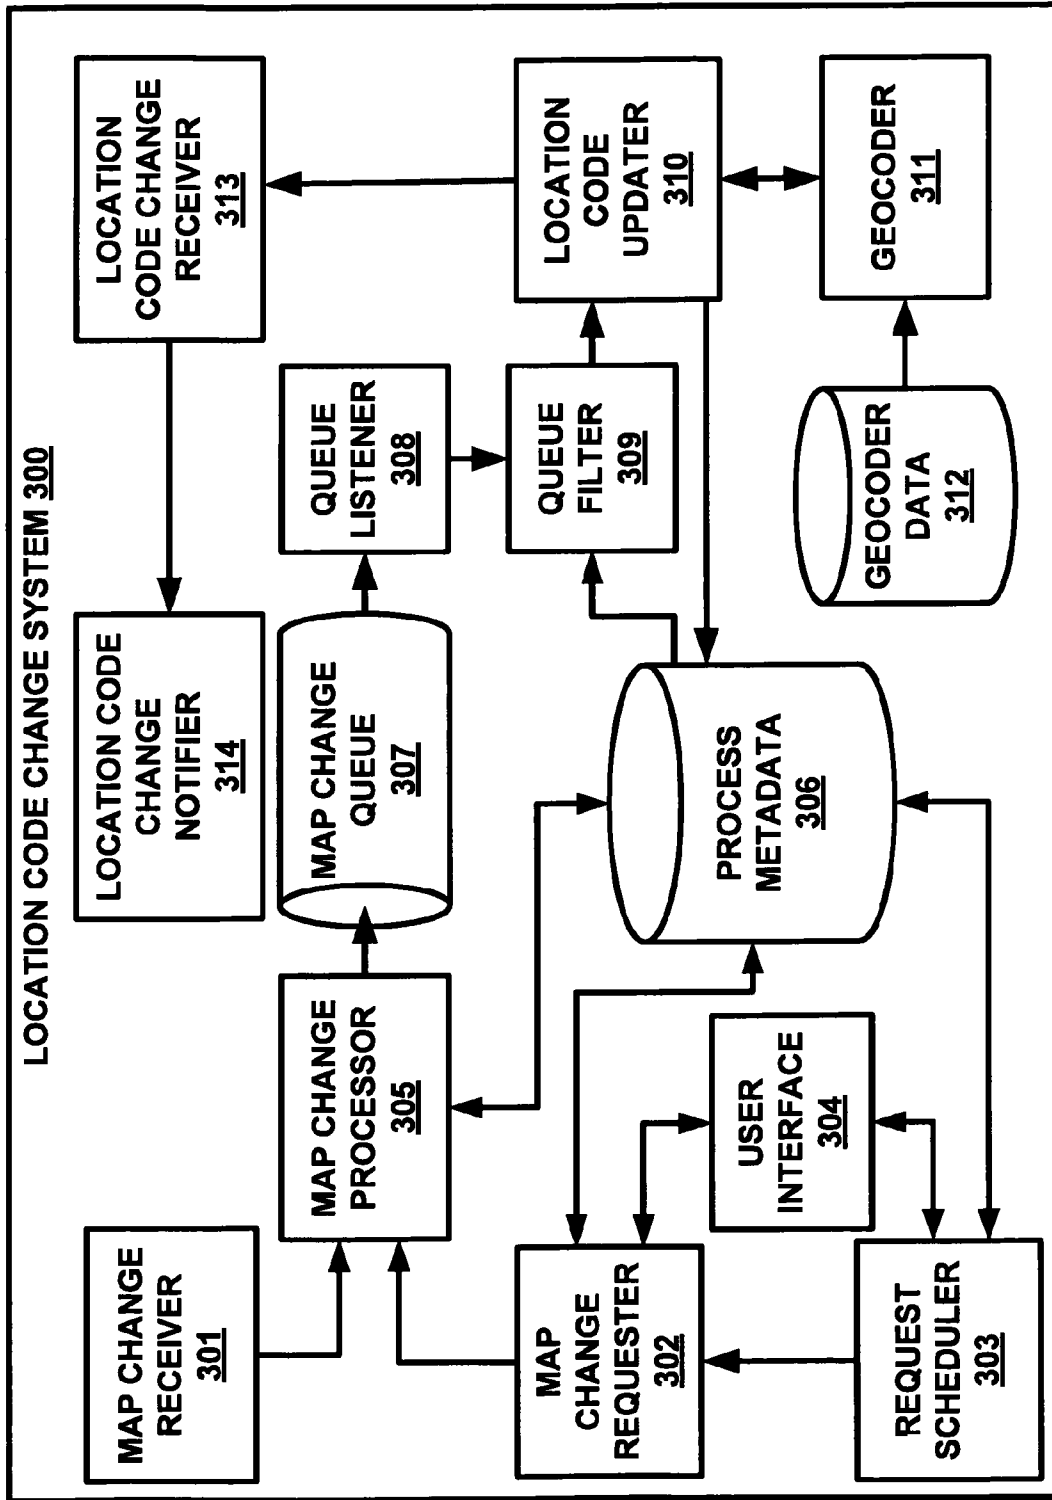 LOCATION CODE CHANGE SYSTEM 300
MAP CHANGE
RECEIVER
301
MAP CHANGE
PROCESSOR
305
MAP CHANGE
QUEUE
307
QUEUE
LISTENER
308
LOCATION CODE
CHANGE
NOTIFIER
314
LOCATION
CODE CHANGE
RECEIVER
313
MAP
CHANGE
REQUESTER
302
USER
INTERFACE
304
REQUEST
SCHEDULER
303
PROCESS
METADATA
306
QUEUE
FILTER
309
LOCATION
CODE
UPDATER
310
GEOCODER
DATA
312
GEOCODER
311